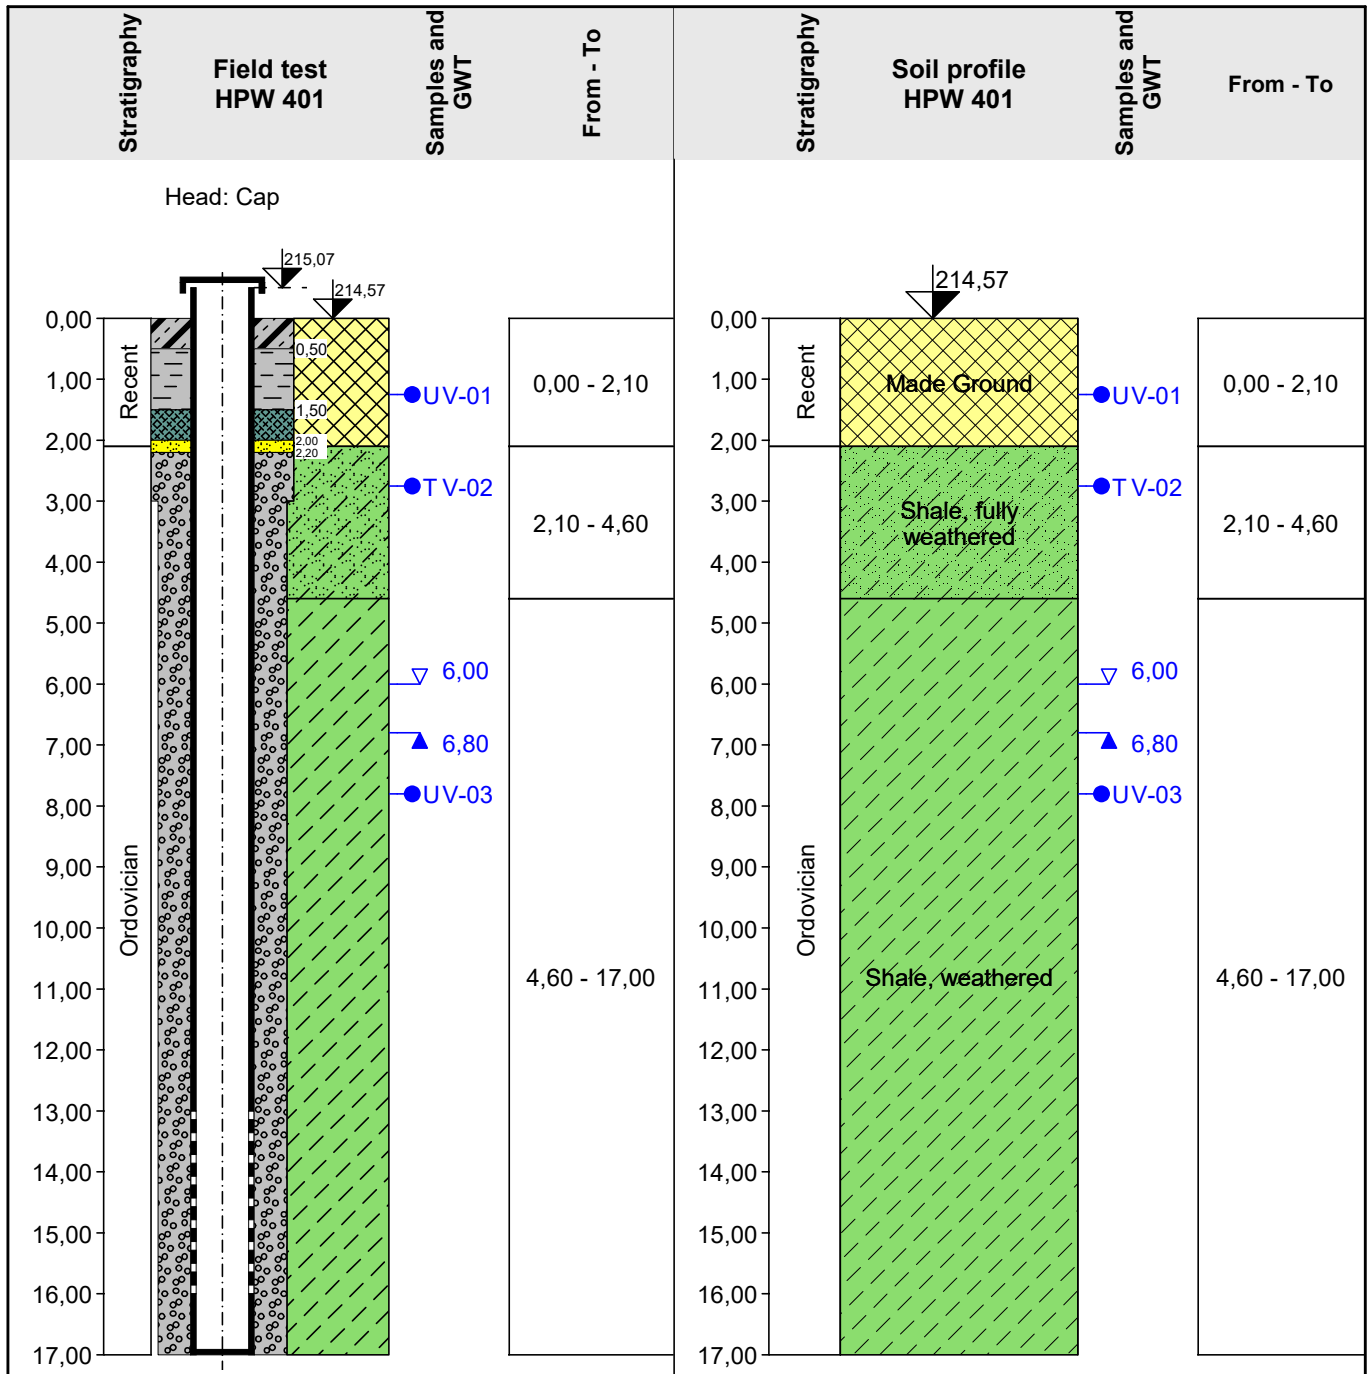 Stratigraphy
Field test
HPW 401
Samples and
GWT
From - To
Stratigraphy
Soil profile
HPW 401
Samples and
GWT
From - To
Head: Cap
215,07
214,57
0,00
1,00
2,00
3,00
4,00
5,00
6,00
7,00
8,00
9,00
10,00
11,00
12,00
13,00
14,00
15,00
16,00
17,00
Recent
Ordovician
0,50
1,50
2,00
2,20
UV-01
TV-02
6,00
6,80
UV-03
0,00 - 2,10
2,10 - 4,60
4,60 - 17,00
214,57
0,00
1,00
2,00
3,00
4,00
5,00
6,00
7,00
8,00
9,00
10,00
11,00
12,00
13,00
14,00
15,00
16,00
17,00
Recent
Ordovician
Made Ground
Shale, fully
weathered
Shale, weathered
UV-01
TV-02
6,00
6,80
UV-03
0,00 - 2,10
2,10 - 4,60
4,60 - 17,00